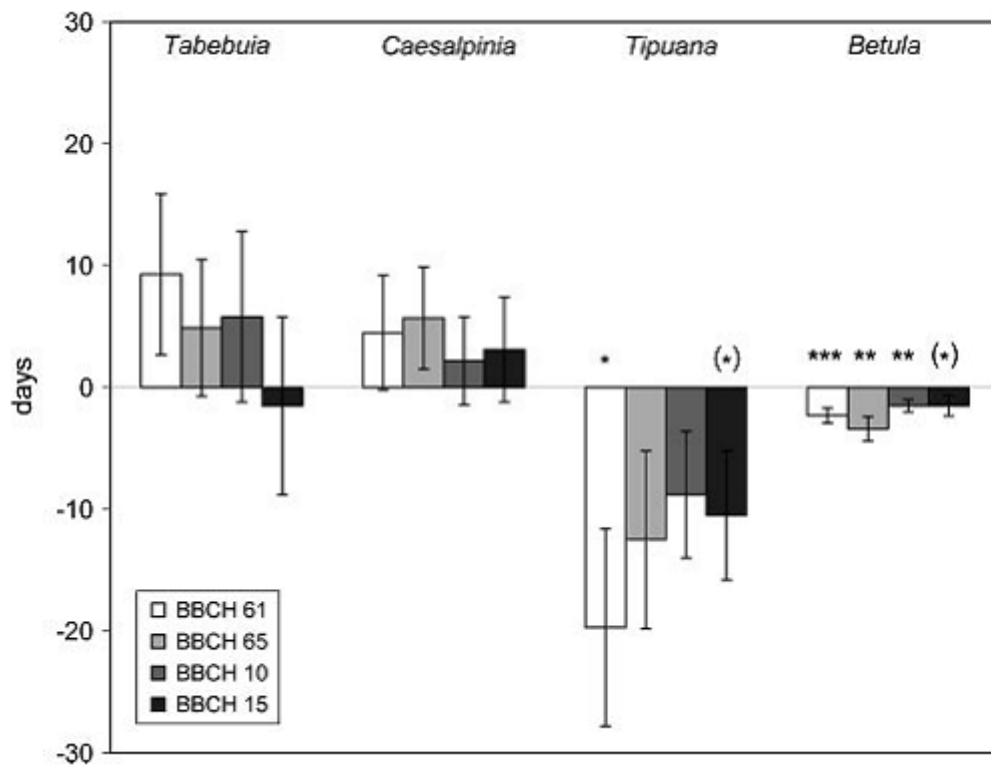 30
Tabebuia Caesalpinia Tipuana Betula
20
10
* (*) *** ** ** (*)
0
days
-10
-20
-30
BBCH 61
BBCH 65
BBCH 10
BBCH 15